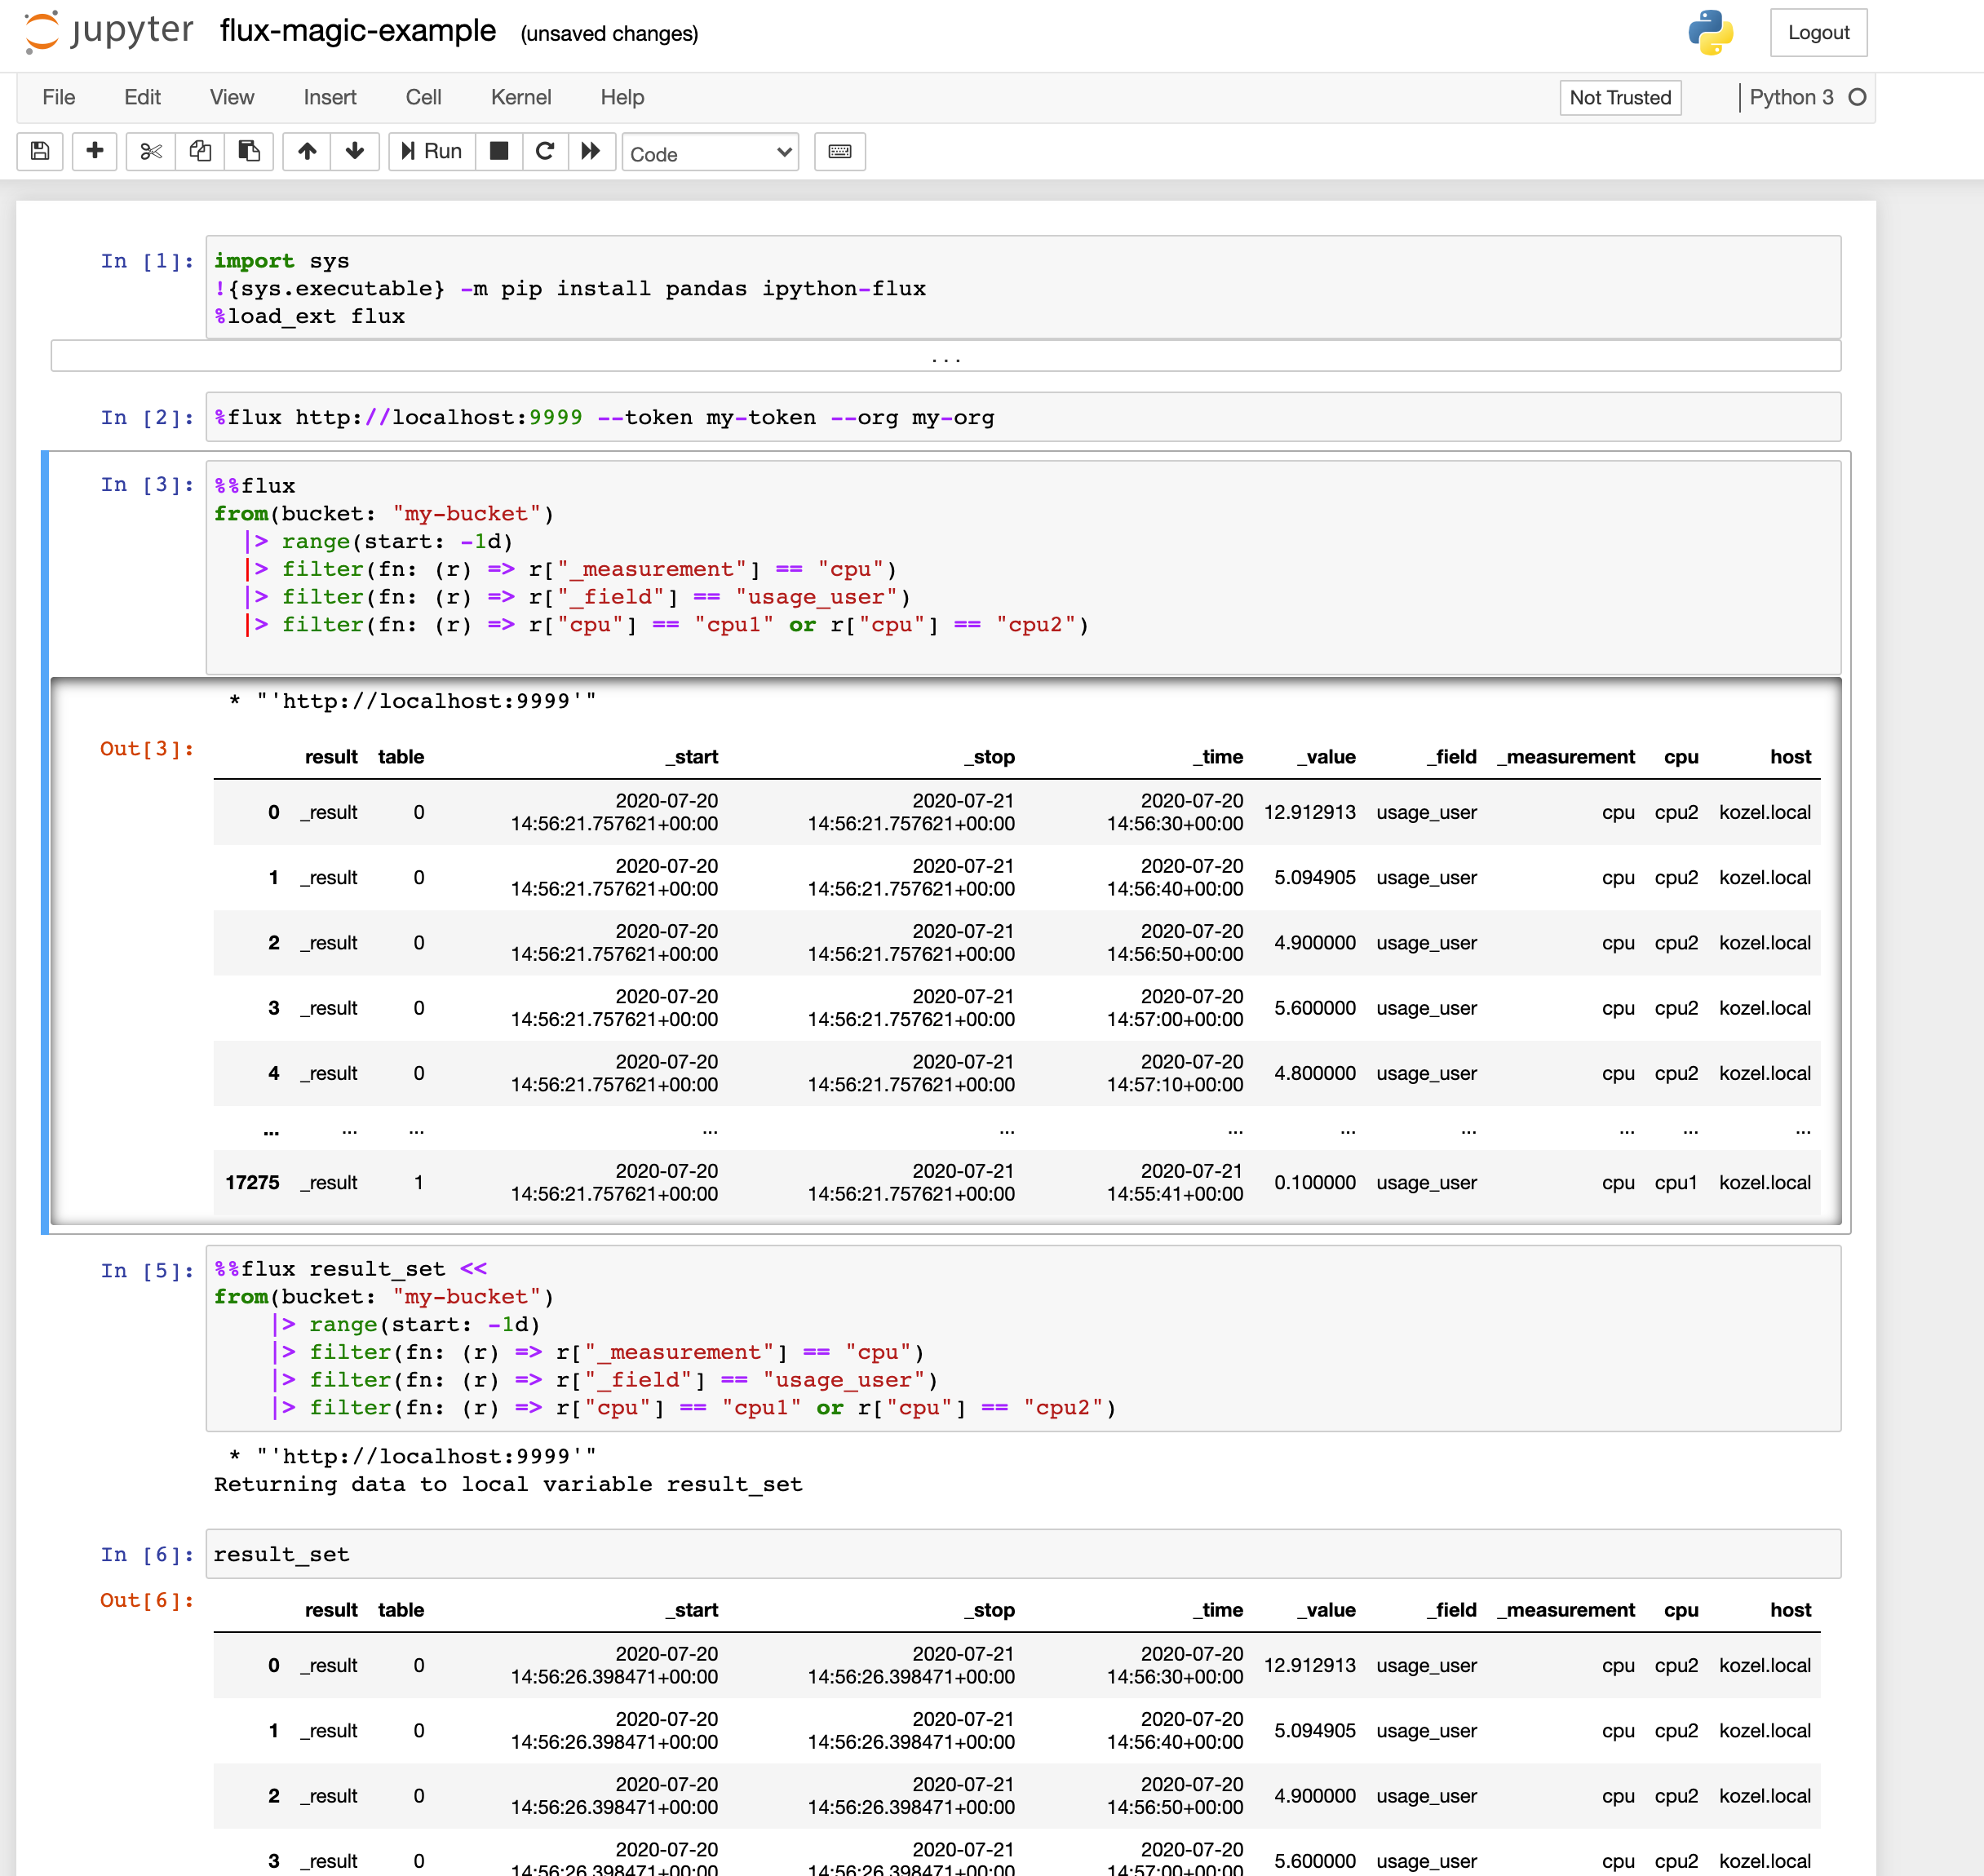 jupyter flux-magic-example (unsaved changes) Logout
File Edit View Insert Cell Kernel Help Not Trusted Python 3
Run Code
In [1]: import sys
!{sys.executable} -m pip install pandas ipython-flux
%load_ext flux
...
In [2]: %flux http://localhost:9999 --token my-token --org my-org
In [3]: %%flux
from(bucket: "my-bucket")
|> range(start: -1d)
|> filter(fn: (r) => r["_measurement"] == "cpu")
|> filter(fn: (r) => r["_field"] == "usage_user")
|> filter(fn: (r) => r["cpu"] == "cpu1" or r["cpu"] == "cpu2")
* "'http://localhost:9999'"
Out[3]:
result table _start _stop _time _value _field _measurement cpu host
0 _result 0 2020-07-20 14:56:21.757621+00:00 2020-07-21 14:56:21.757621+00:00 2020-07-20 14:56:30+00:00 12.912913 usage_user cpu cpu2 kozel.local
1 _result 0 2020-07-20 14:56:21.757621+00:00 2020-07-21 14:56:21.757621+00:00 2020-07-20 14:56:40+00:00 5.094905 usage_user cpu cpu2 kozel.local
2 _result 0 2020-07-20 14:56:21.757621+00:00 2020-07-21 14:56:21.757621+00:00 2020-07-20 14:56:50+00:00 4.900000 usage_user cpu cpu2 kozel.local
3 _result 0 2020-07-20 14:56:21.757621+00:00 2020-07-21 14:56:21.757621+00:00 2020-07-20 14:57:00+00:00 5.600000 usage_user cpu cpu2 kozel.local
4 _result 0 2020-07-20 14:56:21.757621+00:00 2020-07-21 14:56:21.757621+00:00 2020-07-20 14:57:10+00:00 4.800000 usage_user cpu cpu2 kozel.local
... ... ... ... ... ... ... ... ... ... ...
17275 _result 1 2020-07-20 14:56:21.757621+00:00 2020-07-21 14:56:21.757621+00:00 2020-07-21 14:55:41+00:00 0.100000 usage_user cpu cpu1 kozel.local
In [5]: %%flux result_set <<
from(bucket: "my-bucket")
|> range(start: -1d)
|> filter(fn: (r) => r["_measurement"] == "cpu")
|> filter(fn: (r) => r["_field"] == "usage_user")
|> filter(fn: (r) => r["cpu"] == "cpu1" or r["cpu"] == "cpu2")
* "'http://localhost:9999'"
Returning data to local variable result_set
In [6]: result_set
Out[6]:
result table _start _stop _time _value _field _measurement cpu host
0 _result 0 2020-07-20 14:56:26.398471+00:00 2020-07-21 14:56:26.398471+00:00 2020-07-20 14:56:30+00:00 12.912913 usage_user cpu cpu2 kozel.local
1 _result 0 2020-07-20 14:56:26.398471+00:00 2020-07-21 14:56:26.398471+00:00 2020-07-20 14:56:40+00:00 5.094905 usage_user cpu cpu2 kozel.local
2 _result 0 2020-07-20 14:56:26.398471+00:00 2020-07-21 14:56:26.398471+00:00 2020-07-20 14:56:50+00:00 4.900000 usage_user cpu cpu2 kozel.local
3 _result 0 2020-07-20 14:56:26.398471+00:00 2020-07-21 14:56:26.398471+00:00 2020-07-20 14:57:00+00:00 5.600000 usage_user cpu cpu2 kozel.local